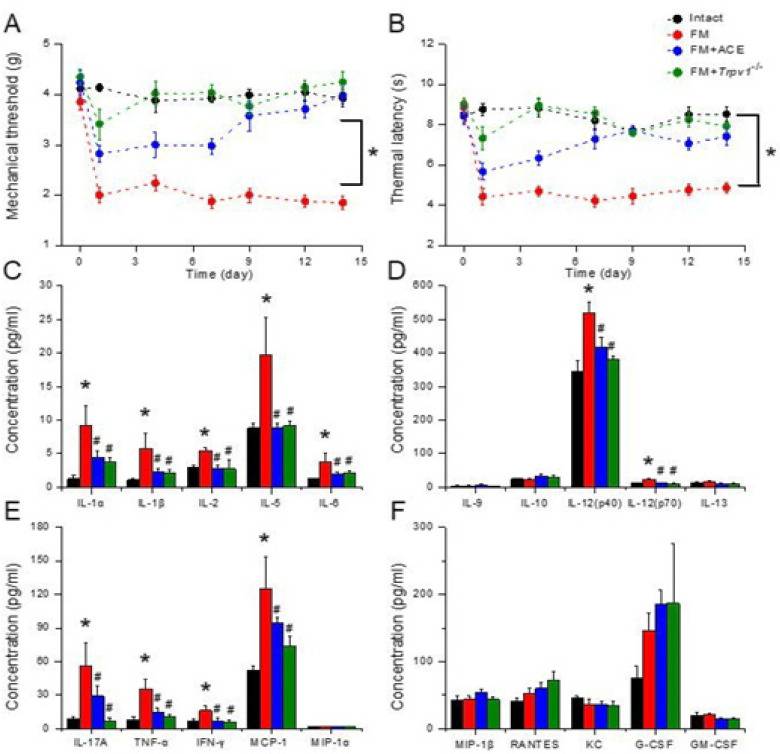 A
B
Intact
FM
FM+ACE
FM+Trpv1-/-
Mechanical threshold (g)
5
4
3
2
1
*
0 3 6 9 12 15
Time (day)
Thermal latency (s)
12
10
8
6
4
2
*
0 3 6 9 12 15
Time (day)
C
Concentration (pg/ml)
30
25
20
15
10
5
0
* # #
* # #
* # #
* # #
* # #
IL-1α IL-1β IL-2 IL-5 IL-6
D
Concentration (pg/ml)
600
500
400
300
200
100
0
* # #
* # #
IL-9 IL-10 IL-12(p40) IL-12(p70) IL-13
E
Concentration (pg/ml)
180
150
120
90
60
30
0
* # #
* # #
* # #
* # #
IL-17A TNF-α IFN-γ MCP-1 MIP-1α
F
Concentration (pg/ml)
300
200
100
0
MIP-1β RANTES KC G-CSF GM-CSF